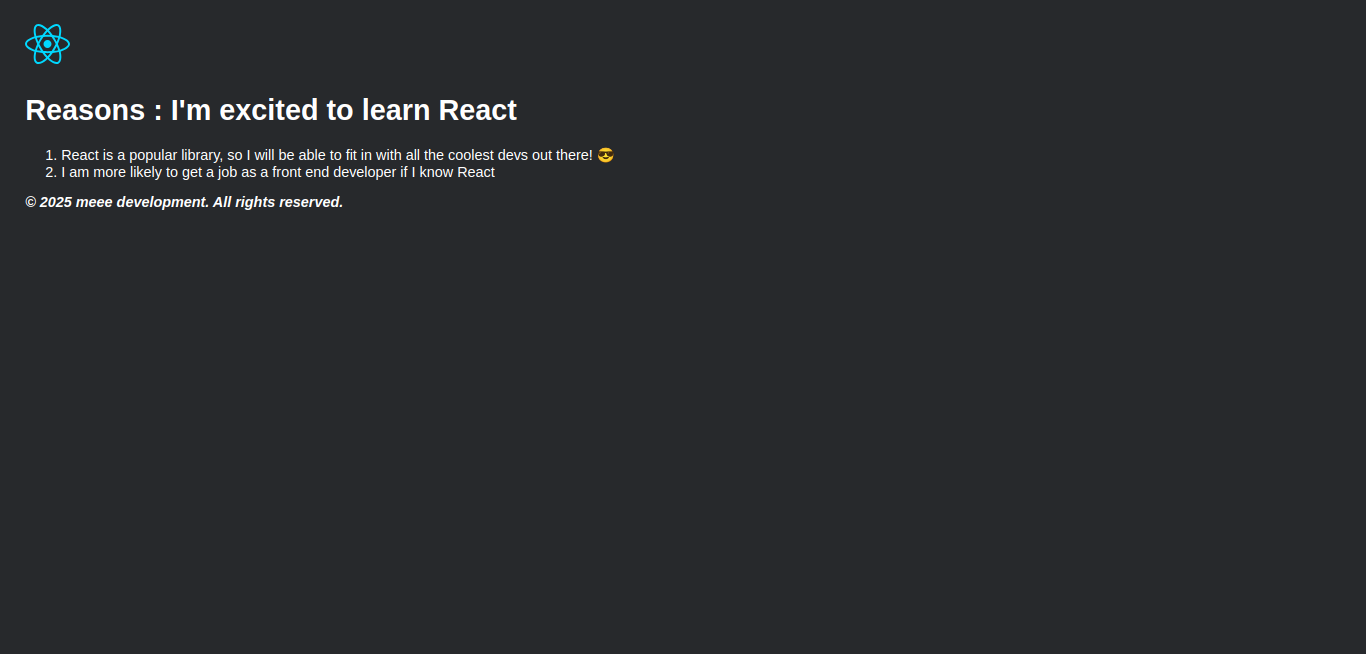 Reasons : I'm excited to learn React
1. React is a popular library, so I will be able to fit in with all the coolest devs out there! 😎
2. I am more likely to get a job as a front end developer if I know React
© 2025 meee development. All rights reserved.